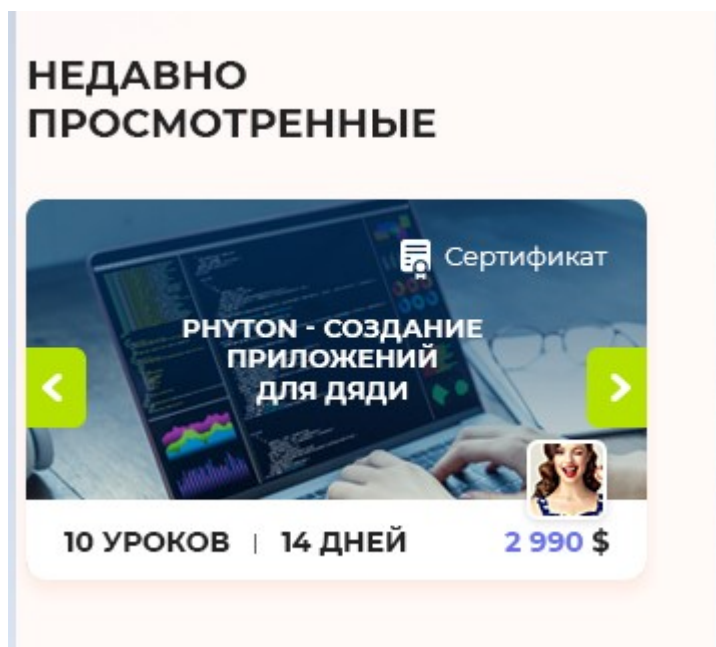 НЕДАВНО
ПРОСМОТРЕННЫЕ
Сертификат
PHYTON - СОЗДАНИЕ
ПРИЛОЖЕНИЙ
ДЛЯ ДЯДИ
10 УРОКОВ | 14 ДНЕЙ 2 990 $